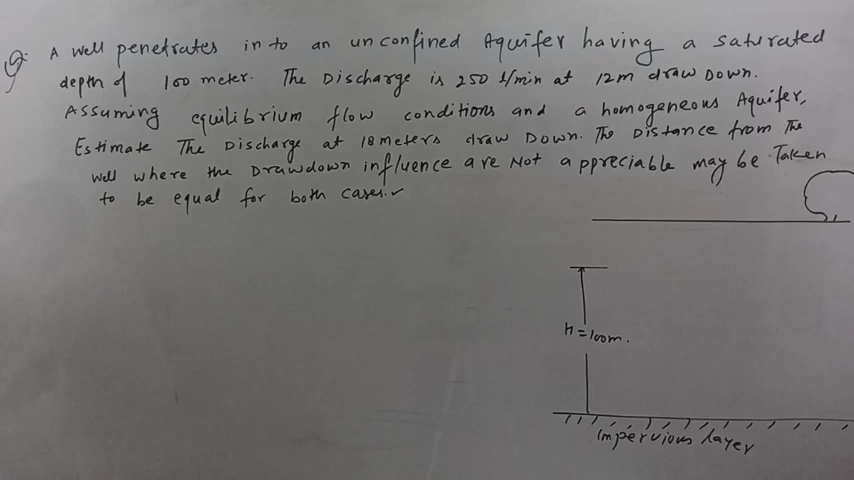 Q: A well penetrates in to an unconfined Aquifer having a saturated
depth of 100 meter. The Discharge is 250 l/min at 12m draw Down.
Assuming equilibrium flow conditions and a homogeneous Aquifer,
Estimate The Discharge at 18 meters draw Down. The Distance from The
well where the Drawdown influence are Not appreciable may be Taken
to be equal for both cases.
H=100m.
Impervious layer